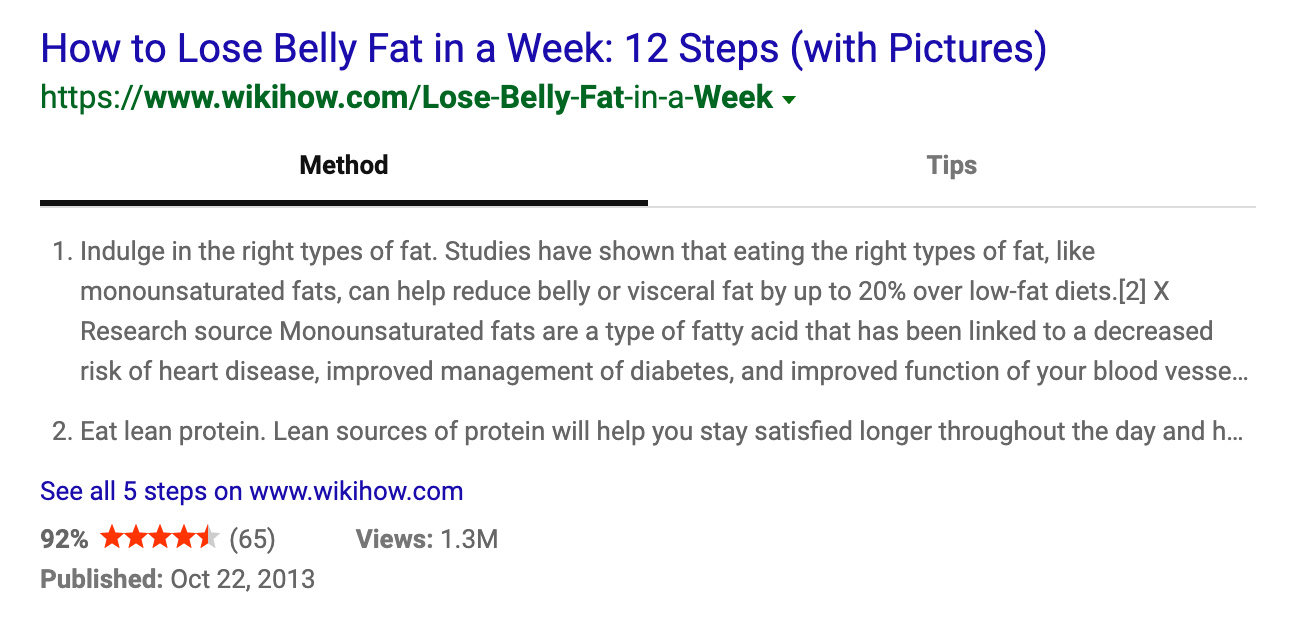 How to Lose Belly Fat in a Week: 12 Steps (with Pictures)
https://www.wikihow.com/Lose-Belly-Fat-in-a-Week
Method Tips
1. Indulge in the right types of fat. Studies have shown that eating the right types of fat, like
monounsaturated fats, can help reduce belly or visceral fat by up to 20% over low-fat diets.[2] X
Research source Monounsaturated fats are a type of fatty acid that has been linked to a decreased
risk of heart disease, improved management of diabetes, and improved function of your blood vesse...
2. Eat lean protein. Lean sources of protein will help you stay satisfied longer throughout the day and h...
See all 5 steps on www.wikihow.com
92% (65) Views: 1.3M
Published: Oct 22, 2013